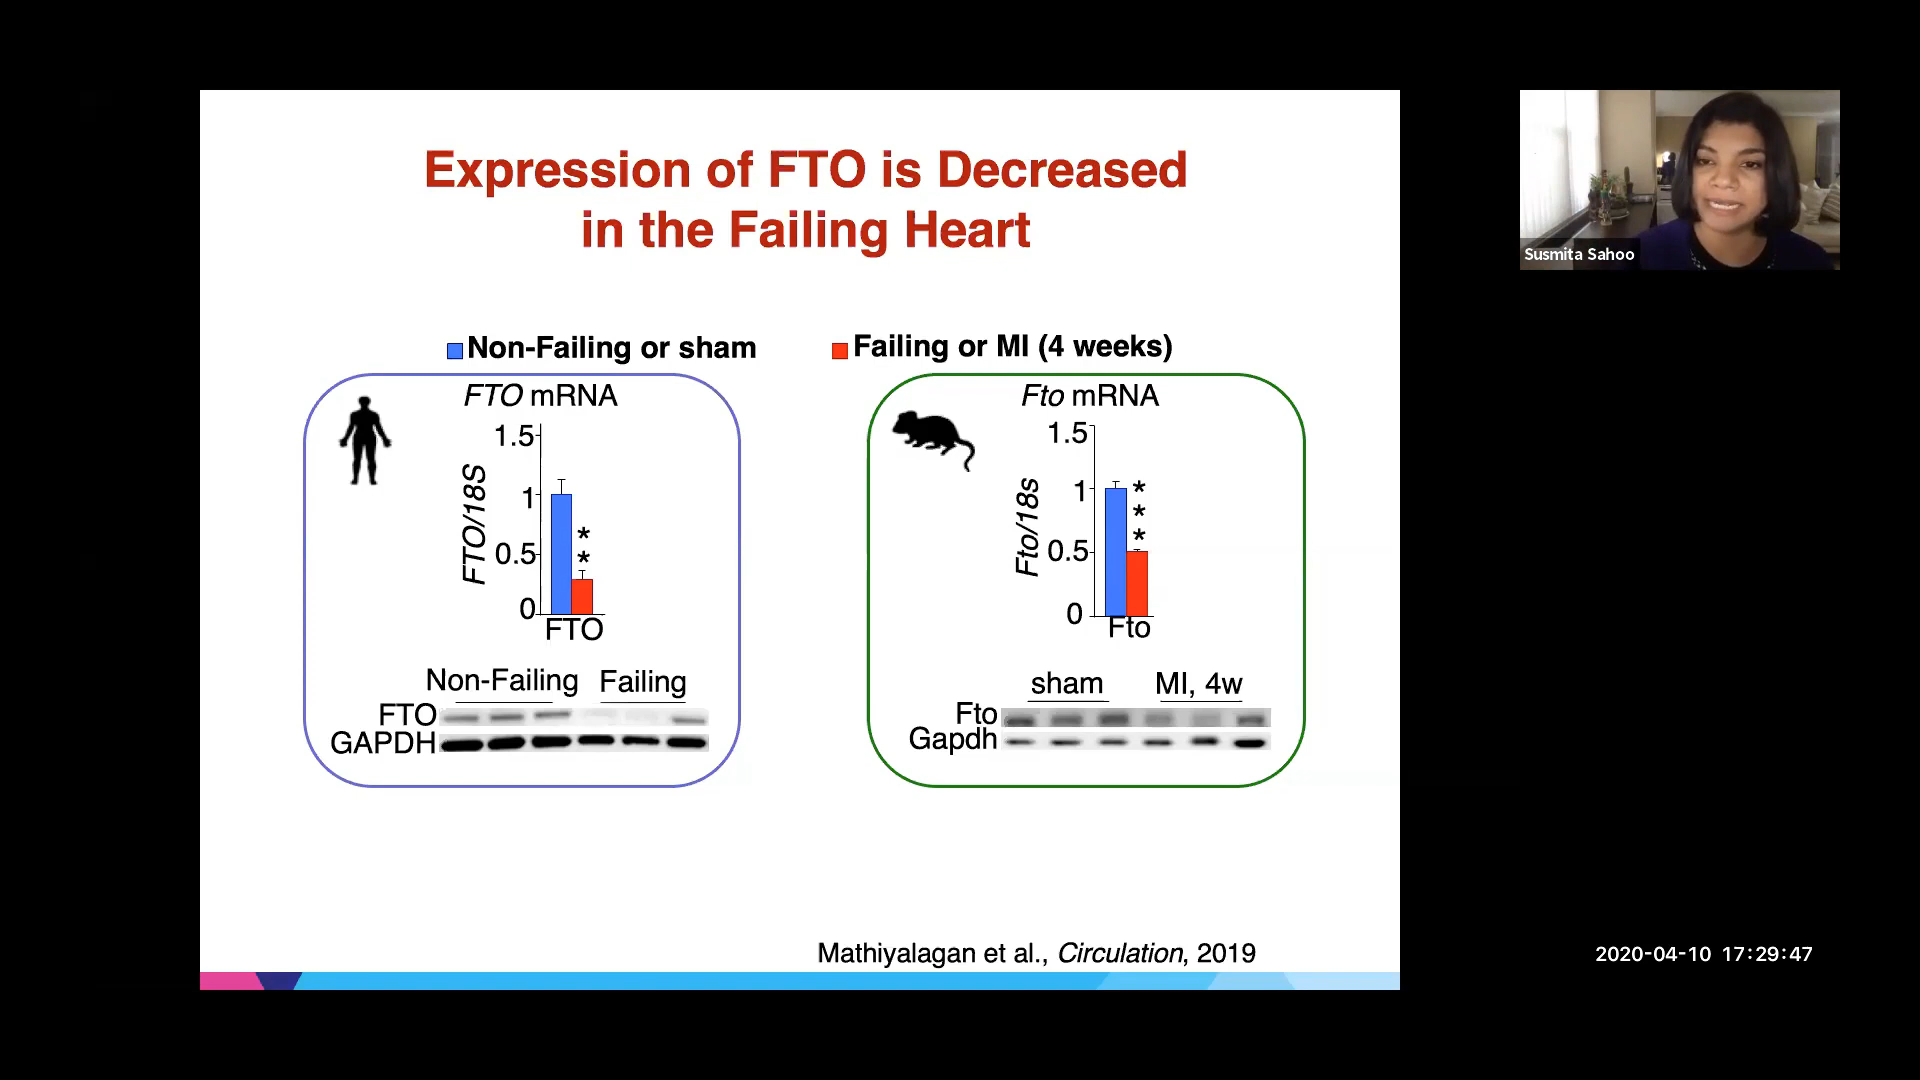 Expression of FTO is Decreased
in the Failing Heart
Non-Failing or sham
Failing or MI (4 weeks)
FTO mRNA
1.5
1
0.5
0
FTO/18S
*
*
FTO
Non-Failing Failing
FTO
GAPDH
Fto mRNA
1.5
1
0.5
0
Fto/18s
*
*
*
Fto
sham MI, 4w
Fto
Gapdh
Mathiyalagan et al., Circulation, 2019
Susmita Sahoo
2020-04-10 17:29:47